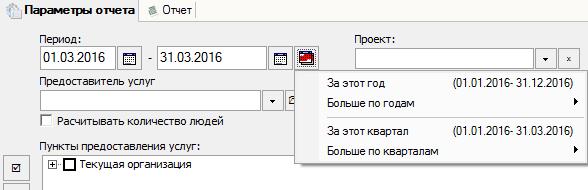 Параметры отчета Отчет
Период: Проект:
01.03.2016 - 31.03.2016 x
Предоставитель услуг
За этот год (01.01.2016- 31.12.2016)
Больше по годам
Расчитывать количество людей
За этот квартал (01.01.2016- 31.03.2016)
Больше по кварталам
Пункты предоставления услуг:
Текущая организация